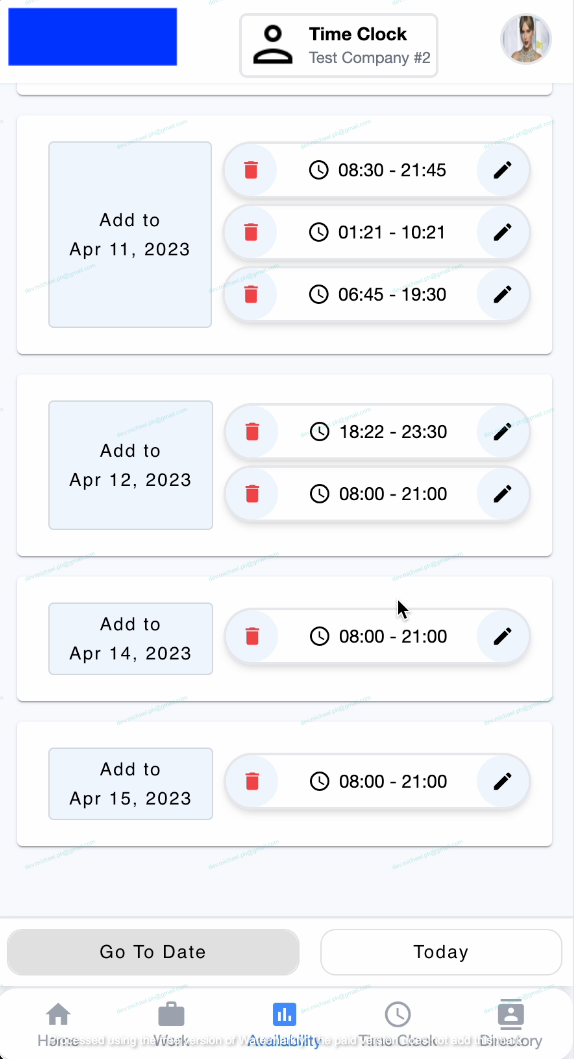 Time Clock
Test Company #2
Add to
Apr 11, 2023
08:30 - 21:45
01:21 - 10:21
06:45 - 19:30
Add to
Apr 12, 2023
18:22 - 23:30
08:00 - 21:00
Add to
Apr 14, 2023
08:00 - 21:00
Add to
Apr 15, 2023
08:00 - 21:00
Go To Date
Today
Home Work Availability Time Clock Directory